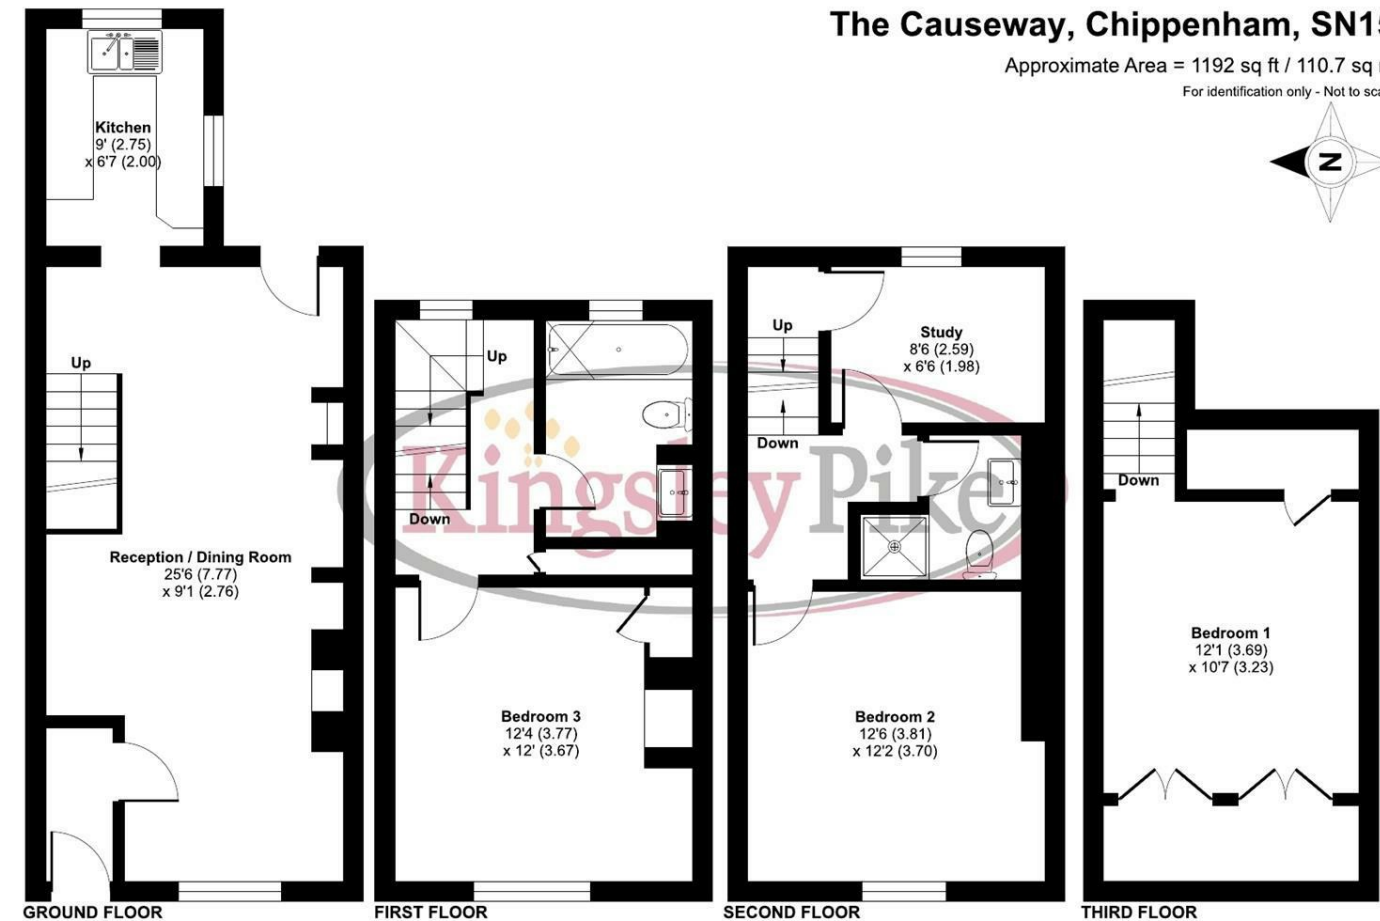 The Causeway, Chippenham, SN15
Approximate Area = 1192 sq ft / 110.7 sq
For identification only - Not to
N
Kitchen
9' (2.75)
x 6'7 (2.00)
Up
Reception / Dining Room
25'6 (7.77)
x 9'1 (2.76)
GROUND FLOOR
Up
Down
Bedroom 3
12'4 (3.77)
x 12' (3.67)
FIRST FLOOR
Up
Down
Study
8'6 (2.59)
x 6'6 (1.98)
Bedroom 2
12'6 (3.81)
x 12'2 (3.70)
SECOND FLOOR
Down
Bedroom 1
12'1 (3.69)
x 10'7 (3.23)
THIRD FLOOR
KingsleyPike